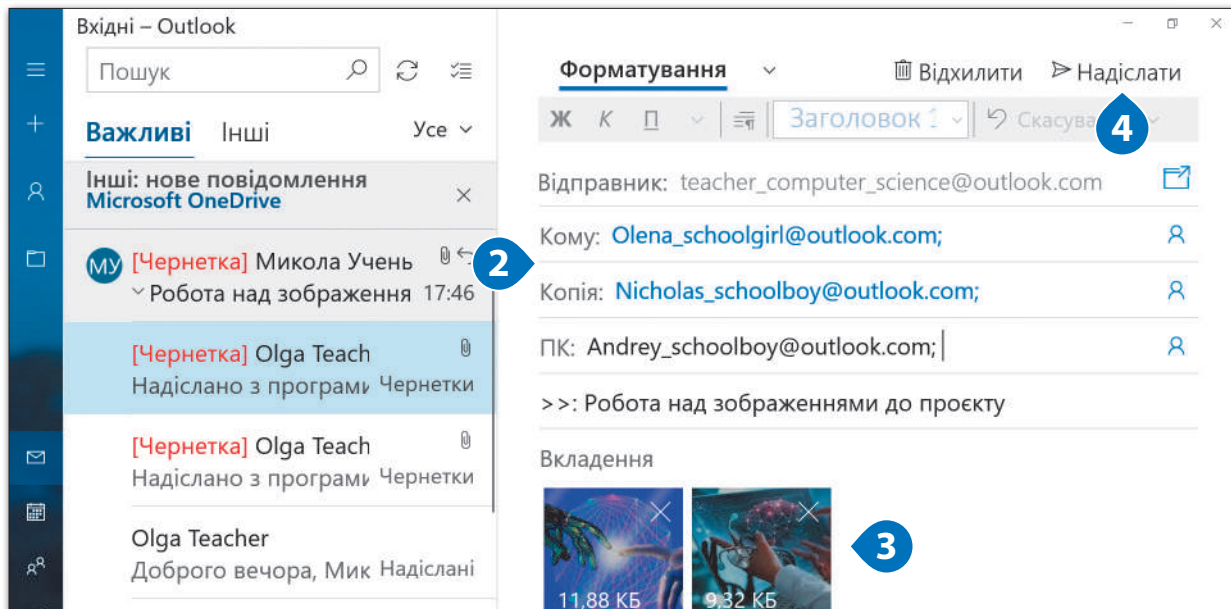 Вхідні – Outlook
Пошук
Важливі Інші Усе
Інші: нове повідомлення
Microsoft OneDrive
МУ [Чернетка] Микола Учень
Робота над зображення 17:46
[Чернетка] Olga Teach
Надіслано з програми Чернетки
[Чернетка] Olga Teach
Надіслано з програми Чернетки
Olga Teacher
Доброго вечора, Мик Надіслані
Форматування Відхилити Надіслати
4
Ж К П Заголовок 1
Відправник: teacher_computer_science@outlook.com
2
Кому: Olena_schoolgirl@outlook.com;
Копія: Nicholas_schoolboy@outlook.com;
ПК: Andrey_schoolboy@outlook.com;
>>: Робота над зображеннями до проєкту
Вкладення
3
11,88 КБ 9,32 КБ